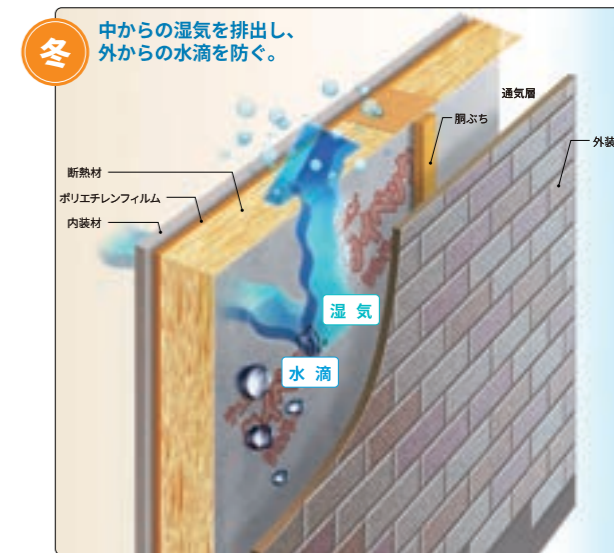 冬
中からの湿気を排出し、
外からの水滴を防ぐ。
通気層
胴ぶち
外装
断熱材
ポリエチレンフィルム
内装材
湿 気
水 滴